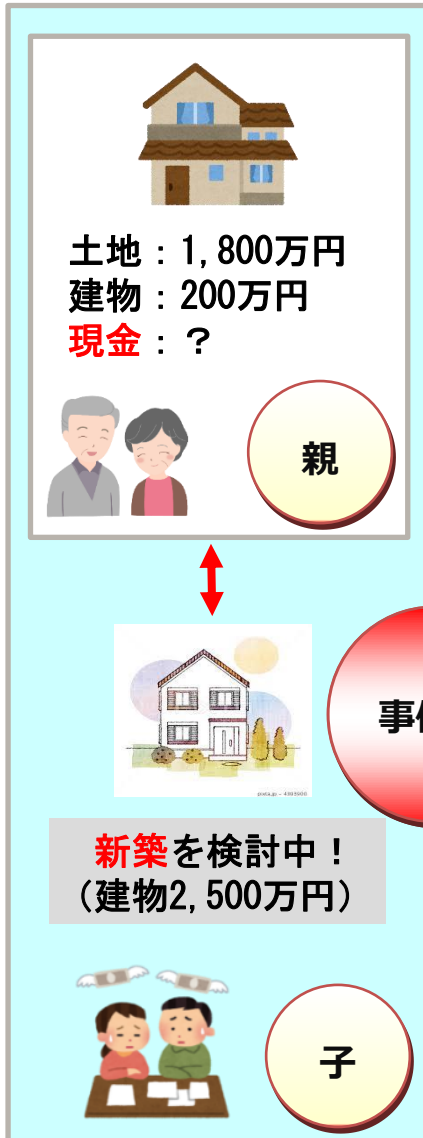 土地：1,800万円
建物：200万円
現金：？
親
新築を検討中！
（建物2,500万円）
子